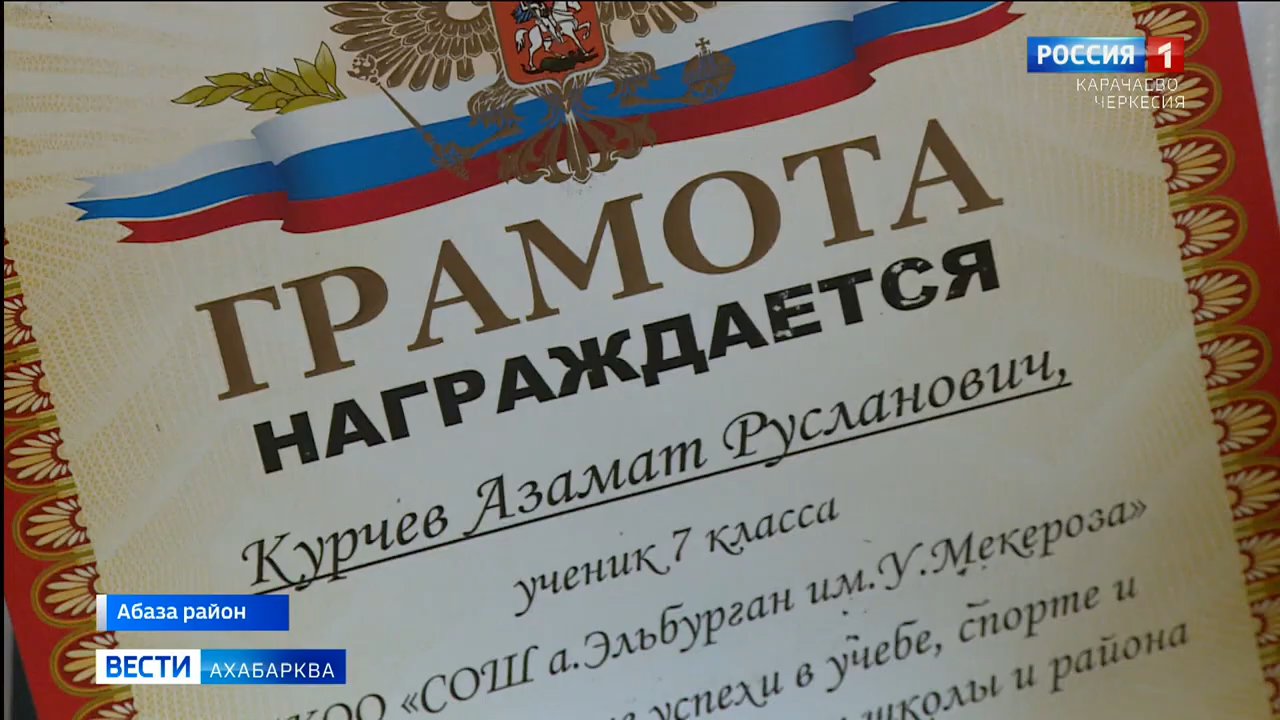 РОССИЯ 1
КАРАЧАЕВО
ЧЕРКЕСИЯ
ГРАМОТА
НАГРАЖДАЕТСЯ
Курчев Азамат Русланович,
ученик 7 класса
«СОШ а.Эльбурган им.У.Мекероза»
успехи в учебе, спорте и
школы и района
Абаза район
ВЕСТИ АХАБАРКВА